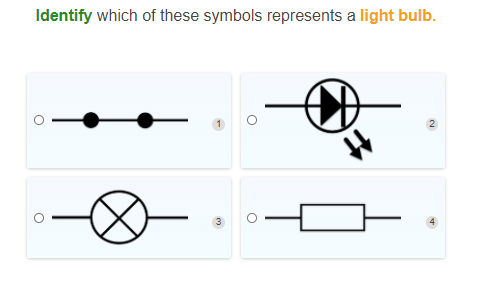 Identify which of these symbols represents a light bulb.
1
2
3
4